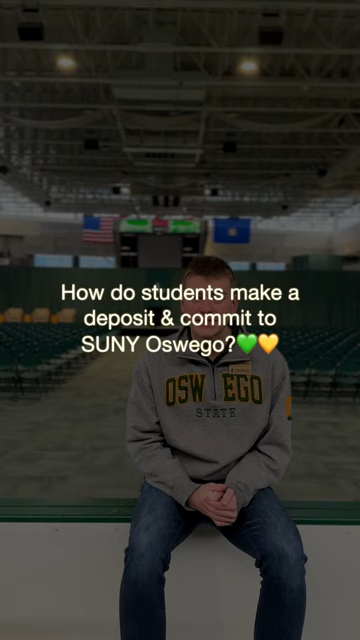 How do students make a
deposit & commit to
SUNY Oswego?💚💛
OSWEGO
STATE